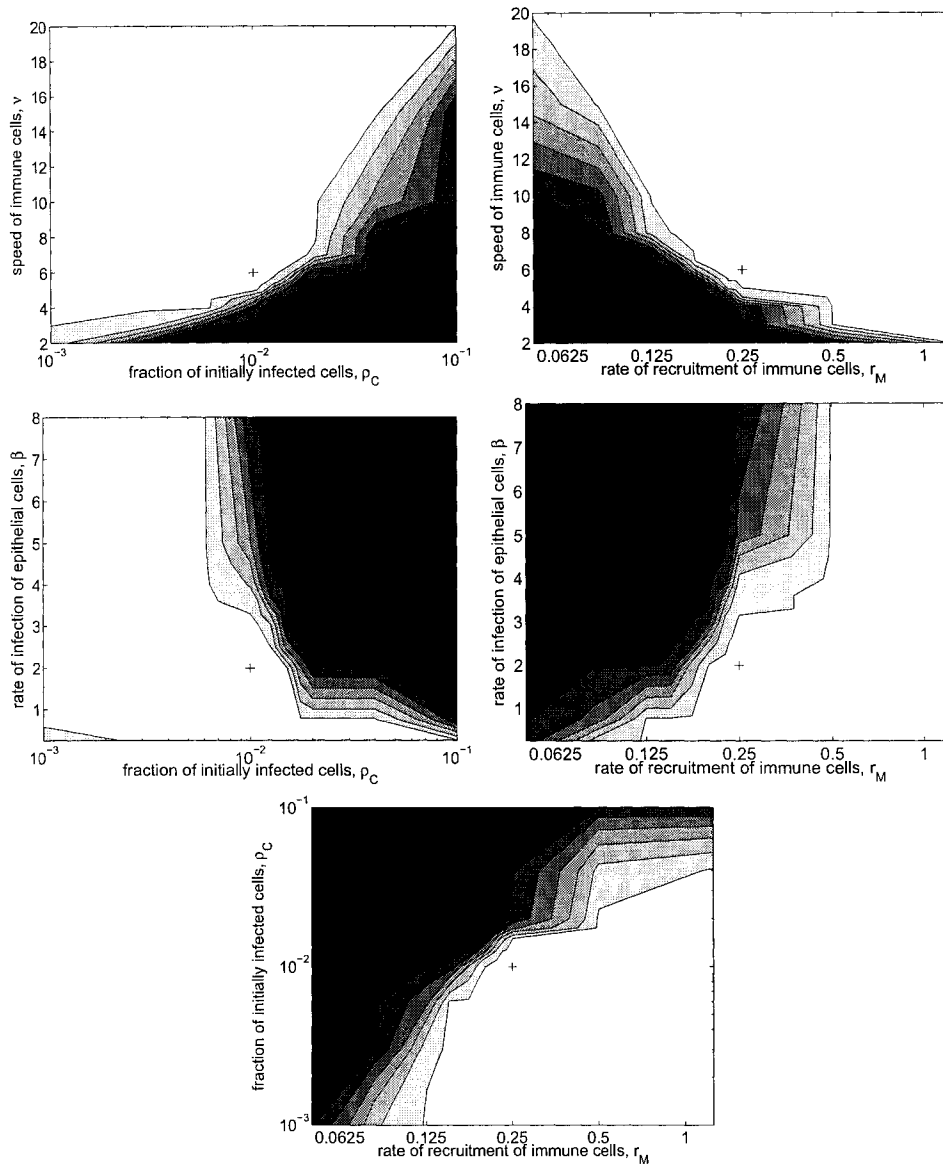 20
18
16
14
12
10
8
6
4
2
speed of immune cells, ν
+
10⁻³ 10⁻² 10⁻¹
fraction of initially infected cells, ρ_C
20
18
16
14
12
10
8
6
4
2
speed of immune cells, ν
+
0.0625 0.125 0.25 0.5 1
rate of recruitment of immune cells, r_M
8
7
6
5
4
3
2
1
rate of infection of epithelial cells, β
+
10⁻³ 10⁻² 10⁻¹
fraction of initially infected cells, ρ_C
8
7
6
5
4
3
2
1
rate of infection of epithelial cells, β
+
0.0625 0.125 0.25 0.5 1
rate of recruitment of immune cells, r_M
10⁻¹
10⁻²
10⁻³
fraction of initially infected cells, ρ_C
+
0.0625 0.125 0.25 0.5 1
rate of recruitment of immune cells, r_M